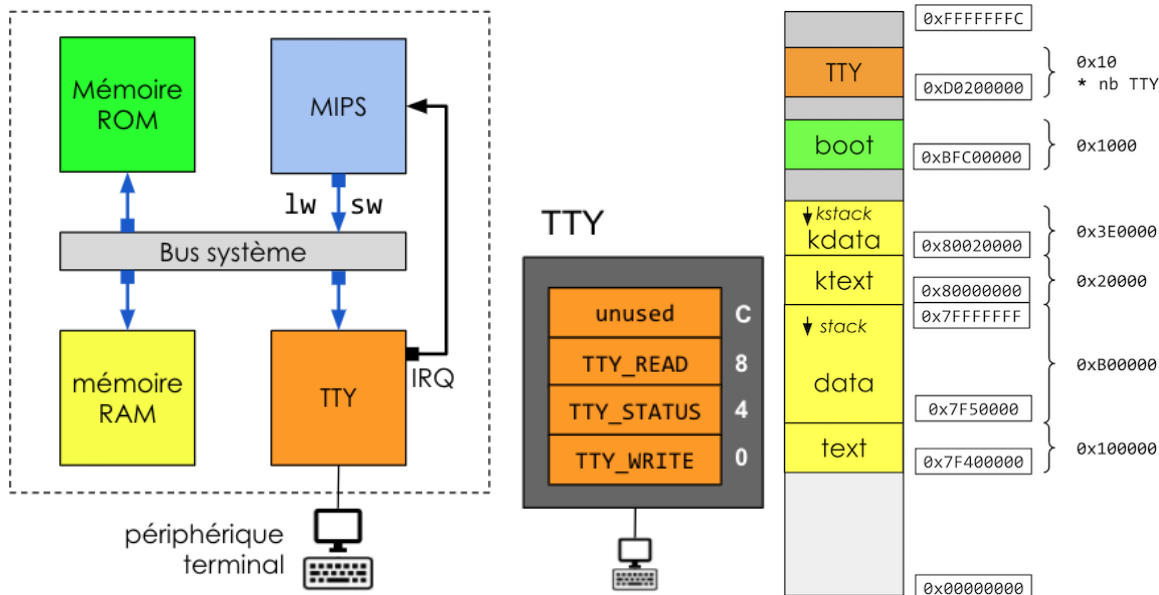 Mémoire
ROM
MIPS
lw
sw
Bus système
mémoire
RAM
TTY
IRQ
périphérique
terminal
TTY
unused
C
TTY_READ
8
TTY_STATUS
4
TTY_WRITE
0
0xFFFFFFFC
TTY
0xD0200000
0x10
* nb TTY
boot
0xBFC00000
0x1000
kstack
kdata
0x80020000
0x3E0000
ktext
0x80000000
0x20000
0x7FFFFFFF
stack
data
0x7F50000
0xB00000
text
0x7F400000
0x100000
0x00000000